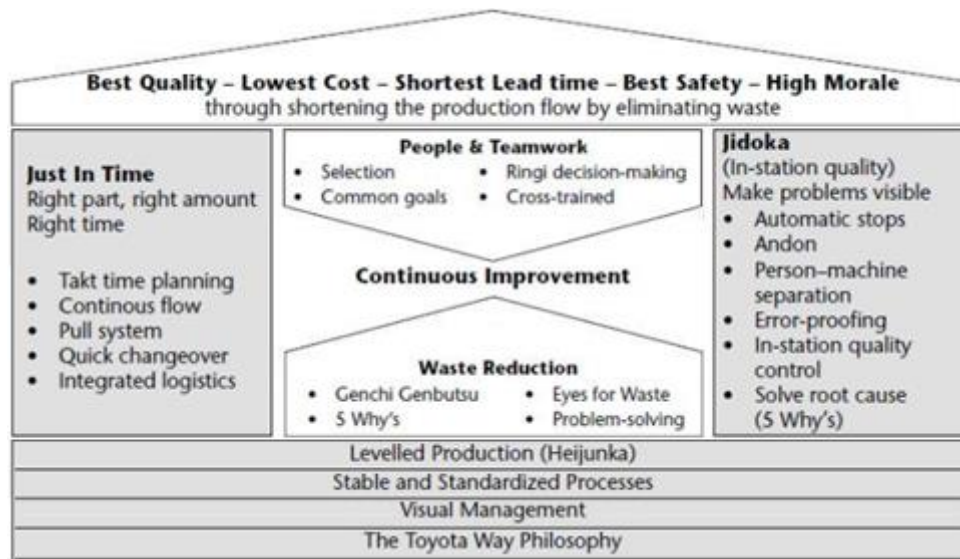 Best Quality – Lowest Cost – Shortest Lead time – Best Safety – High Morale
through shortening the production flow by eliminating waste
Just In Time
Right part, right amount
Right time
• Takt time planning
• Continous flow
• Pull system
• Quick changeover
• Integrated logistics
People & Teamwork
• Selection
• Common goals
• Ringi decision-making
• Cross-trained
Continuous Improvement
Waste Reduction
• Genchi Genbutsu
• 5 Why's
• Eyes for Waste
• Problem-solving
Jidoka
(In-station quality)
Make problems visible
• Automatic stops
• Andon
• Person–machine
separation
• Error-proofing
• In-station quality
control
• Solve root cause
(5 Why's)
Levelled Production (Heijunka)
Stable and Standardized Processes
Visual Management
The Toyota Way Philosophy